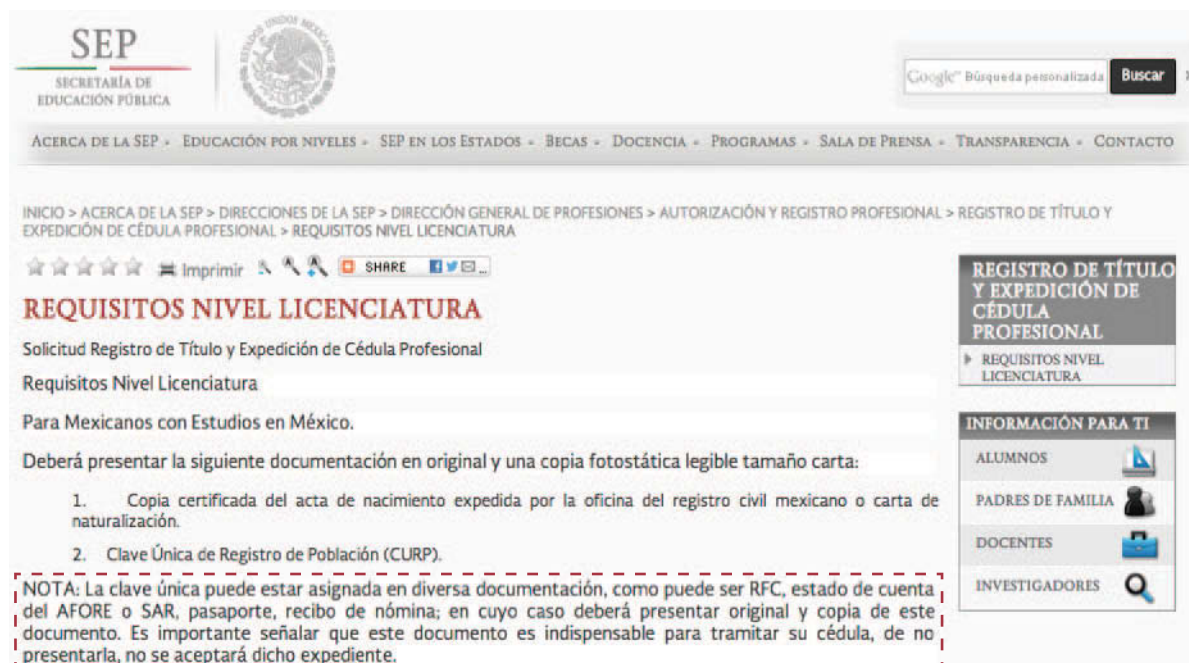 SEP
SECRETARÍA DE
EDUCACIÓN PÚBLICA
Google™ Búsqueda personalizada Buscar
ACERCA DE LA SEP EDUCACIÓN POR NIVELES SEP EN LOS ESTADOS BECAS DOCENCIA PROGRAMAS SALA DE PRENSA TRANSPARENCIA CONTACTO
INICIO > ACERCA DE LA SEP > DIRECCIONES DE LA SEP > DIRECCIÓN GENERAL DE PROFESIONES > AUTORIZACIÓN Y REGISTRO PROFESIONAL > REGISTRO DE TÍTULO Y
EXPEDICIÓN DE CÉDULA PROFESIONAL > REQUISITOS NIVEL LICENCIATURA
Imprimir SHARE ...
REQUISITOS NIVEL LICENCIATURA
Solicitud Registro de Título y Expedición de Cédula Profesional
Requisitos Nivel Licenciatura
Para Mexicanos con Estudios en México.
Deberá presentar la siguiente documentación en original y una copia fotostática legible tamaño carta:
1. Copia certificada del acta de nacimiento expedida por la oficina del registro civil mexicano o carta de
naturalización.
2. Clave Única de Registro de Población (CURP).
NOTA: La clave única puede estar asignada en diversa documentación, como puede ser RFC, estado de cuenta
del AFORE o SAR, pasaporte, recibo de nómina; en cuyo caso deberá presentar original y copia de este
documento. Es importante señalar que este documento es indispensable para tramitar su cédula, de no
presentarla, no se aceptará dicho expediente.
REGISTRO DE TÍTULO
Y EXPEDICIÓN DE
CÉDULA
PROFESIONAL
REQUISITOS NIVEL
LICENCIATURA
INFORMACIÓN PARA TI
ALUMNOS
PADRES DE FAMILIA
DOCENTES
INVESTIGADORES